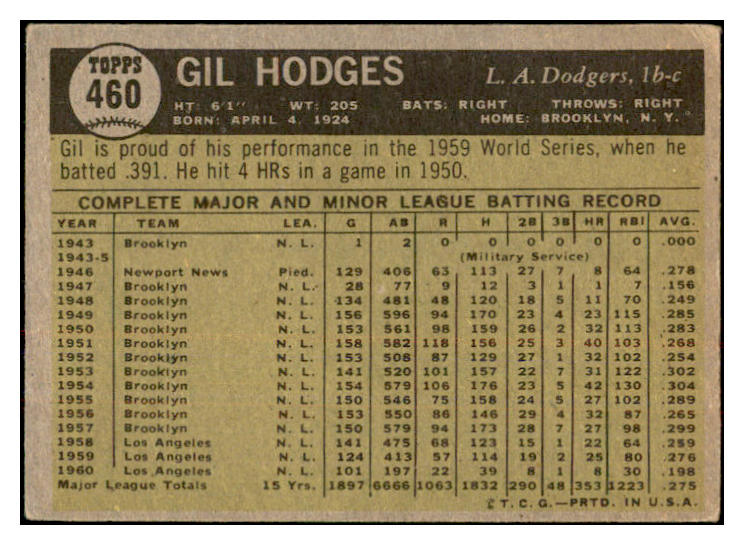 TOPPS
460
GIL HODGES
L. A. Dodgers, 1b-c
HT: 6'1" WT: 205 BATS: RIGHT THROWS: RIGHT
BORN: APRIL 4, 1924 HOME: BROOKLYN, N. Y.
Gil is proud of his performance in the 1959 World Series, when he
batted .391. He hit 4 HRs in a game in 1950.
COMPLETE MAJOR AND MINOR LEAGUE BATTING RECORD
YEAR TEAM LEA. G AB R H 2B 3B HR RBI AVG.
1943 Brooklyn N. L. 1 2 0 0 0 0 0 0 .000
1943-5 (Military Service)
1946 Newport News Pied. 129 406 63 113 27 7 8 64 .278
1947 Brooklyn N. L. 28 77 9 12 3 1 1 7 .156
1948 Brooklyn N. L. 134 481 48 120 18 5 11 70 .249
1949 Brooklyn N. L. 156 596 94 170 23 4 23 115 .285
1950 Brooklyn N. L. 153 561 98 159 26 2 32 113 .283
1951 Brooklyn N. L. 158 582 118 156 25 3 40 103 .268
1952 Brooklyn N. L. 153 508 87 129 27 1 32 102 .254
1953 Brooklyn N. L. 141 520 101 157 22 7 31 122 .302
1954 Brooklyn N. L. 154 579 106 176 23 5 42 130 .304
1955 Brooklyn N. L. 150 546 75 158 24 5 27 102 .289
1956 Brooklyn N. L. 153 550 86 146 29 4 32 87 .265
1957 Brooklyn N. L. 150 579 94 173 28 7 27 98 .299
1958 Los Angeles N. L. 141 475 68 123 15 1 22 64 .259
1959 Los Angeles N. L. 124 413 57 114 19 2 25 80 .276
1960 Los Angeles N. L. 101 197 22 39 8 1 8 30 .198
Major League Totals 15 Yrs. 1897 6666 1063 1832 290 48 353 1223 .275
© T. C. G.—PRTD. IN U.S.A.